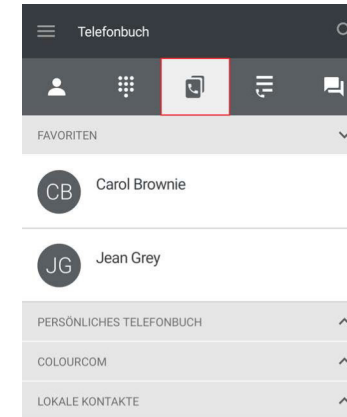 Telefonbuch
FAVORITEN
CB Carol Brownie
JG Jean Grey
PERSÖNLICHES TELEFONBUCH
COLOURCOM
LOKALE KONTAKTE